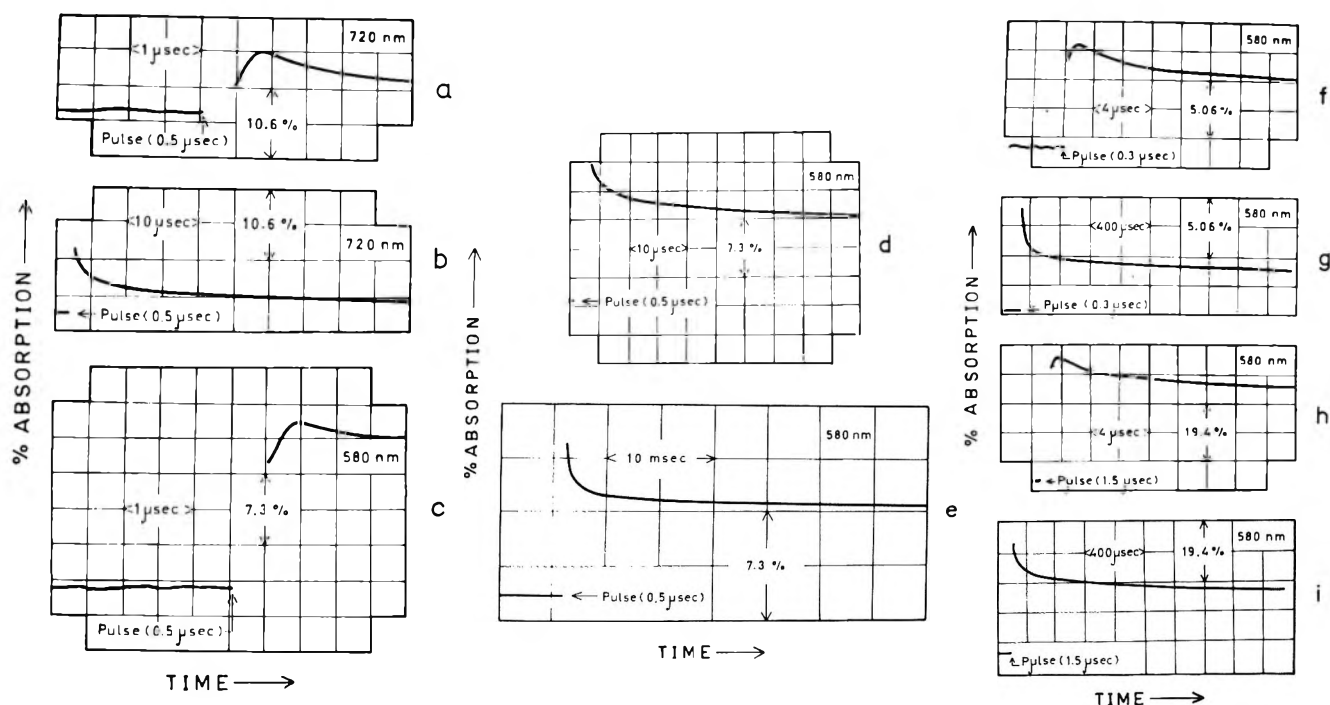 % ABSORPTION
720 nm
<1 μsec>
10.6 %
Pulse (0.5 μsec)
a
10.6 %
<10 μsec>
720 nm
Pulse (0.5 μsec)
b
580 nm
<1 μsec>
7.3 %
Pulse (0.5 μsec)
c
TIME
% ABSORPTION
580 nm
<10 μsec>
7.3 %
Pulse (0.5 μsec)
d
580 nm
10 msec
7.3 %
Pulse (0.5 μsec)
e
TIME
% ABSORPTION
580 nm
<4 μsec>
5.06 %
Pulse (0.3 μsec)
f
580 nm
<400 μsec>
5.06 %
Pulse (0.3 μsec)
g
580 nm
<4 μsec>
19.4 %
Pulse (1.5 μsec)
h
580 nm
<400 μsec>
19.4 %
Pulse (1.5 μsec)
i
TIME